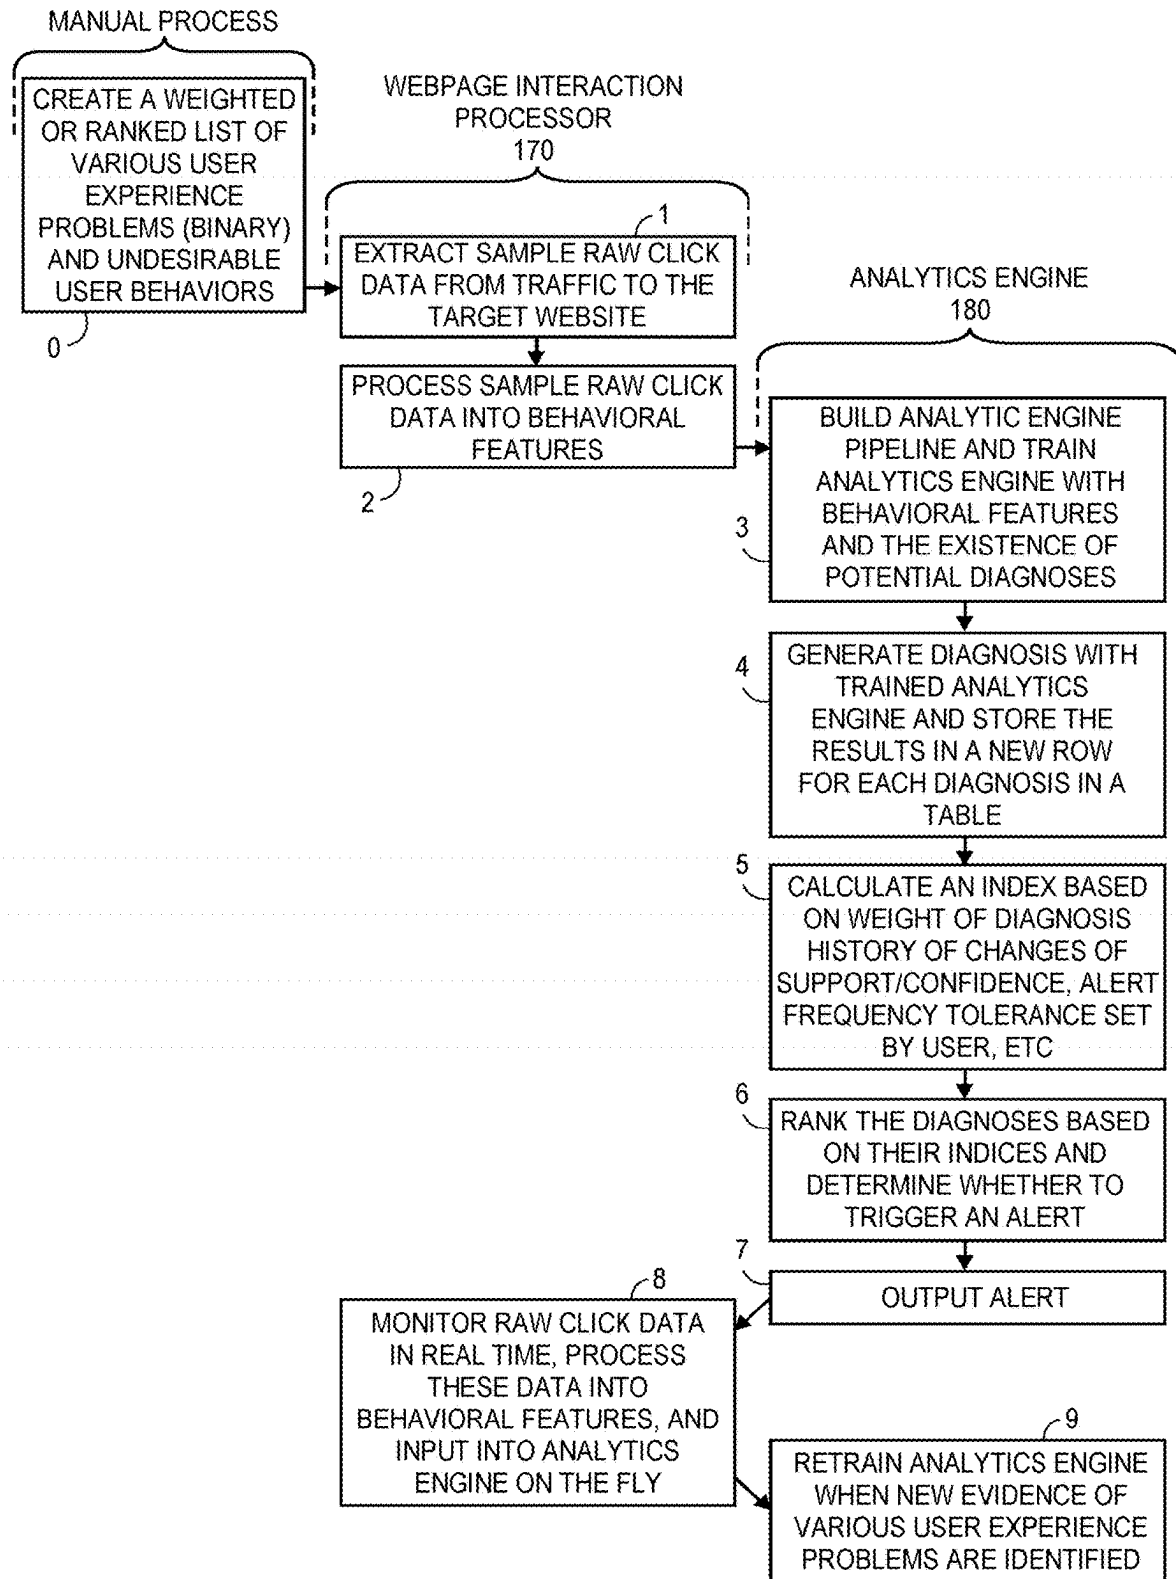 MANUAL PROCESS
CREATE A WEIGHTED
OR RANKED LIST OF
VARIOUS USER
EXPERIENCE
PROBLEMS (BINARY)
AND UNDESIRABLE
USER BEHAVIORS
0
WEBPAGE INTERACTION
PROCESSOR
170
1
EXTRACT SAMPLE RAW CLICK
DATA FROM TRAFFIC TO THE
TARGET WEBSITE
PROCESS SAMPLE RAW CLICK
DATA INTO BEHAVIORAL
FEATURES
2
ANALYTICS ENGINE
180
BUILD ANALYTIC ENGINE
PIPELINE AND TRAIN
ANALYTICS ENGINE WITH
BEHAVIORAL FEATURES
AND THE EXISTENCE OF
POTENTIAL DIAGNOSES
3
4
GENERATE DIAGNOSIS WITH
TRAINED ANALYTICS
ENGINE AND STORE THE
RESULTS IN A NEW ROW
FOR EACH DIAGNOSIS IN A
TABLE
5
CALCULATE AN INDEX BASED
ON WEIGHT OF DIAGNOSIS
HISTORY OF CHANGES OF
SUPPORT/CONFIDENCE, ALERT
FREQUENCY TOLERANCE SET
BY USER, ETC
6
RANK THE DIAGNOSES BASED
ON THEIR INDICES AND
DETERMINE WHETHER TO
TRIGGER AN ALERT
7
OUTPUT ALERT
8
MONITOR RAW CLICK DATA
IN REAL TIME, PROCESS
THESE DATA INTO
BEHAVIORAL FEATURES, AND
INPUT INTO ANALYTICS
ENGINE ON THE FLY
9
RETRAIN ANALYTICS ENGINE
WHEN NEW EVIDENCE OF
VARIOUS USER EXPERIENCE
PROBLEMS ARE IDENTIFIED